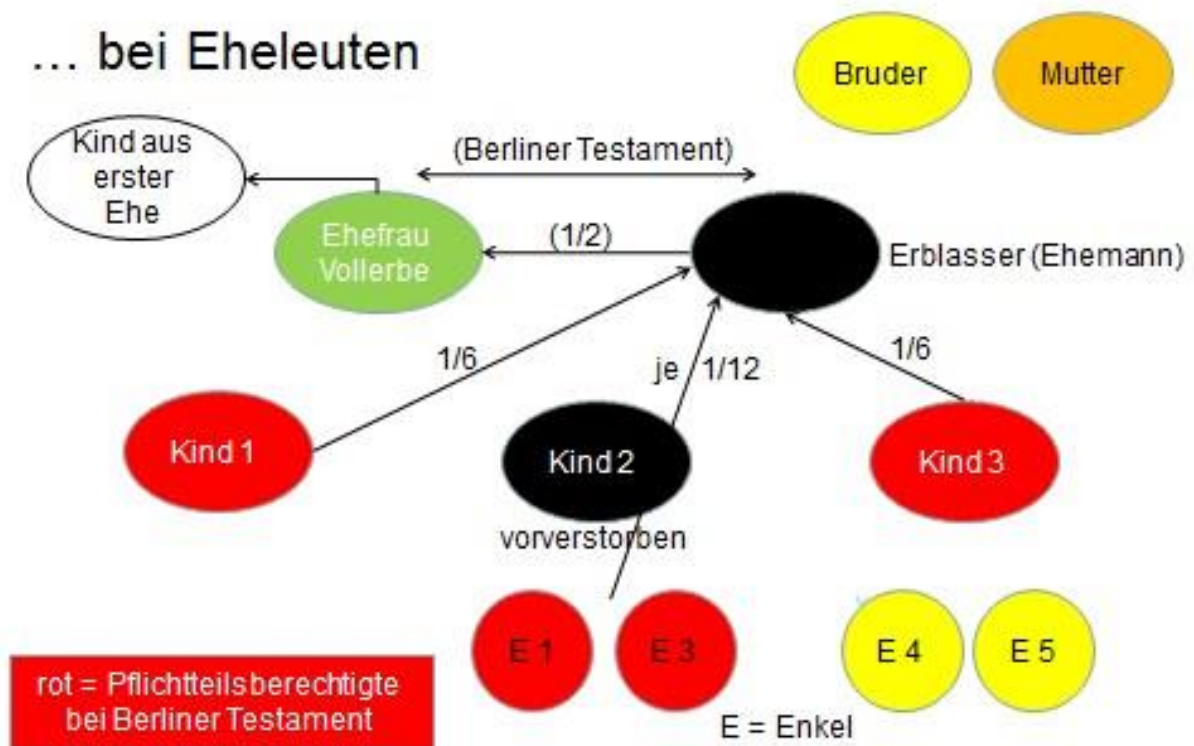 ... bei Eheleuten
Bruder
Mutter
Kind aus
erster
Ehe
(Berliner Testament)
Ehefrau
Vollerbe
(1/2)
Erblasser (Ehemann)
1/6
je 1/12
1/6
Kind 1
Kind 2
Kind 3
vorverstorben
E 1
E 3
E 4
E 5
rot = Pflichtteilsberechtigte
bei Berliner Testament
E = Enkel